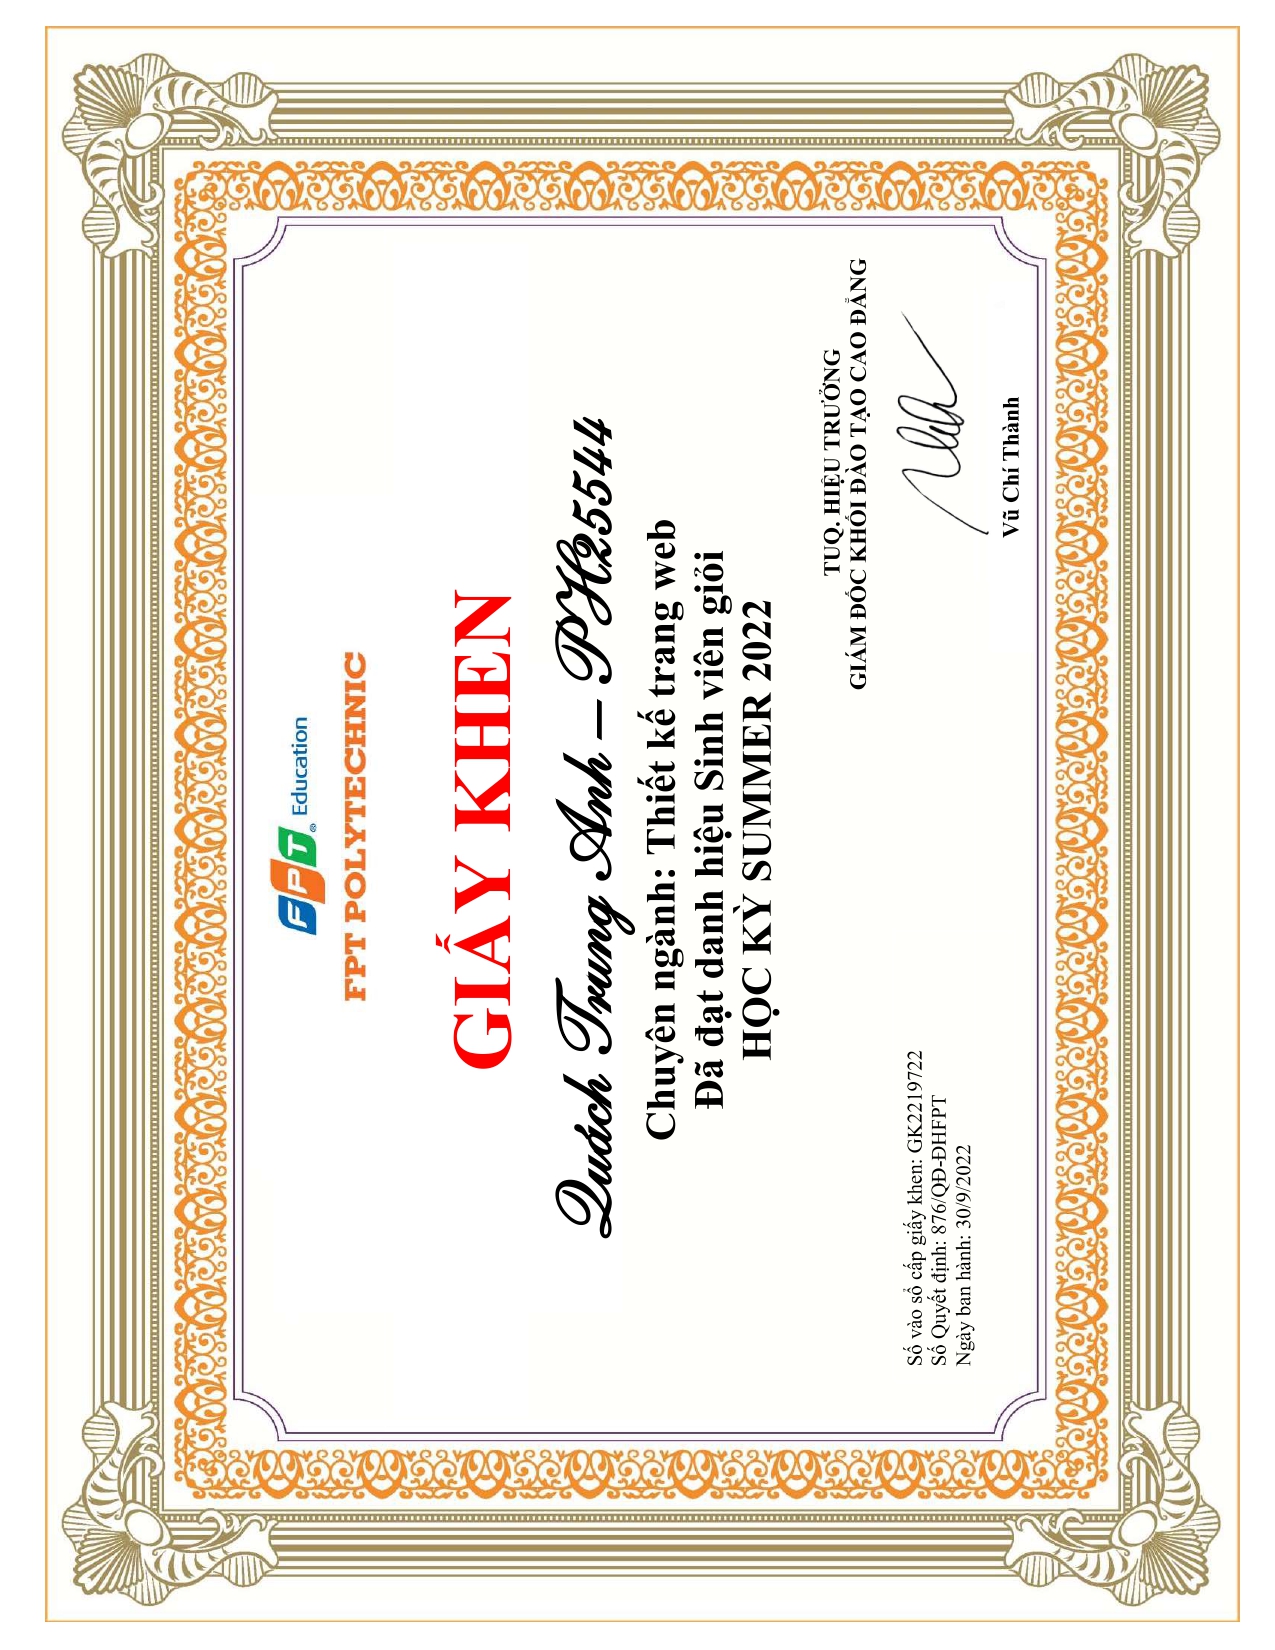 FPT® Education
FPT POLYTECHNIC
GIẤY KHEN
Quách Trung Anh – PH25544
Chuyên ngành: Thiết kế trang web
Đã đạt danh hiệu Sinh viên giỏi
HỌC KỲ SUMMER 2022
TUQ. HIỆU TRƯỞNG
GIÁM ĐỐC KHỐI ĐÀO TẠO CAO ĐẲNG
Số vào sổ cấp giấy khen: GK2219722
Số Quyết định: 876/QĐ-ĐHFPT
Ngày ban hành: 30/9/2022
Vũ Chí Thành